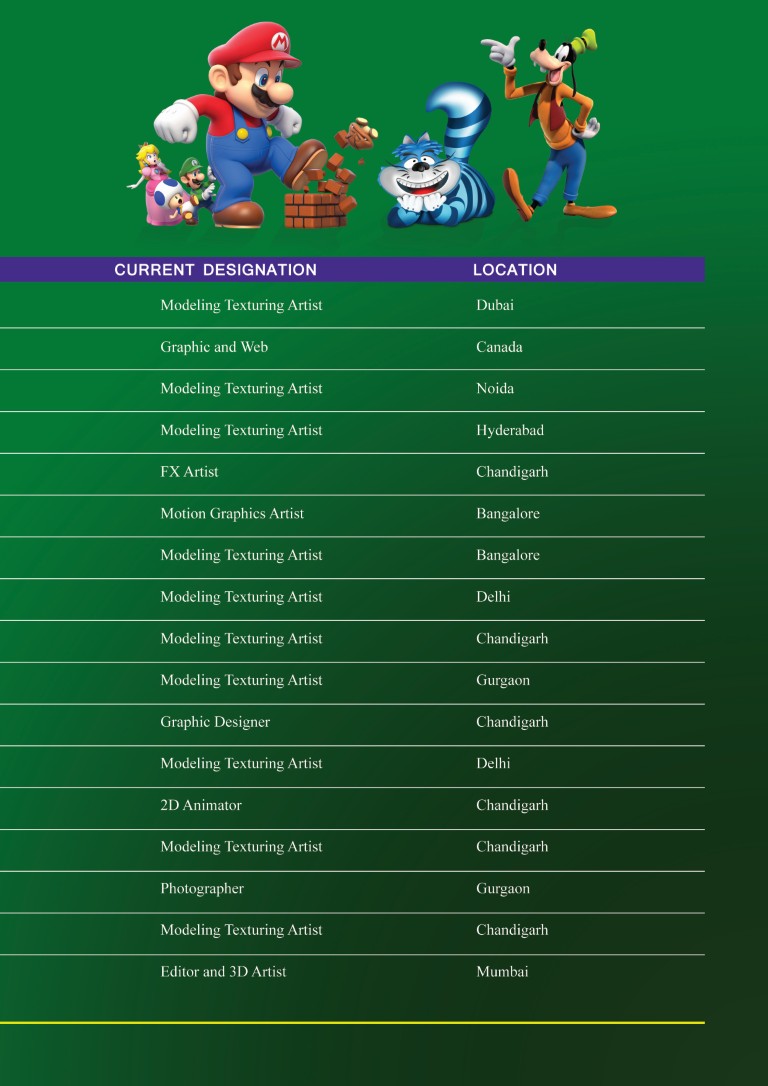 M
CURRENT DESIGNATION LOCATION
Modeling Texturing Artist Dubai
Graphic and Web Canada
Modeling Texturing Artist Noida
Modeling Texturing Artist Hyderabad
FX Artist Chandigarh
Motion Graphics Artist Bangalore
Modeling Texturing Artist Bangalore
Modeling Texturing Artist Delhi
Modeling Texturing Artist Chandigarh
Modeling Texturing Artist Gurgaon
Graphic Designer Chandigarh
Modeling Texturing Artist Delhi
2D Animator Chandigarh
Modeling Texturing Artist Chandigarh
Photographer Gurgaon
Modeling Texturing Artist Chandigarh
Editor and 3D Artist Mumbai